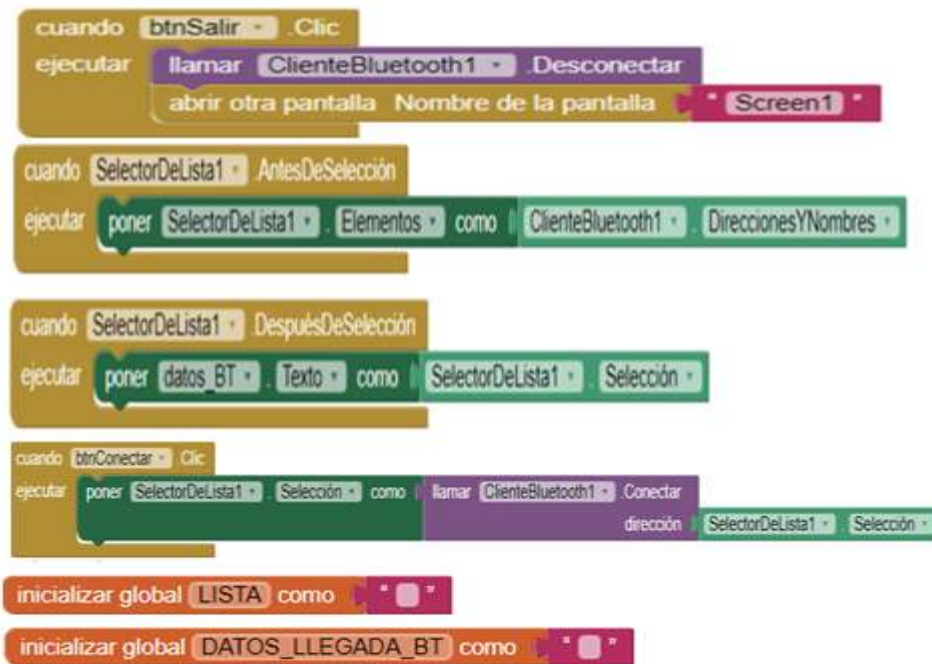 cuando btnSalir .Clic
ejecutar llamar ClienteBluetooth1 .Desconectar
abrir otra pantalla Nombre de la pantalla " Screen1 "
cuando SelectorDeLista1 .AntesDeSelección
ejecutar poner SelectorDeLista1 . Elementos como ClienteBluetooth1 . DireccionesYNombres
cuando SelectorDeLista1 .DespuésDeSelección
ejecutar poner datos_BT . Texto como SelectorDeLista1 . Selección
cuando btnConectar .Clic
ejecutar poner SelectorDeLista1 . Selección como llamar ClienteBluetooth1 .Conectar
dirección SelectorDeLista1 . Selección
inicializar global LISTA como " "
inicializar global DATOS_LLEGADA_BT como " "